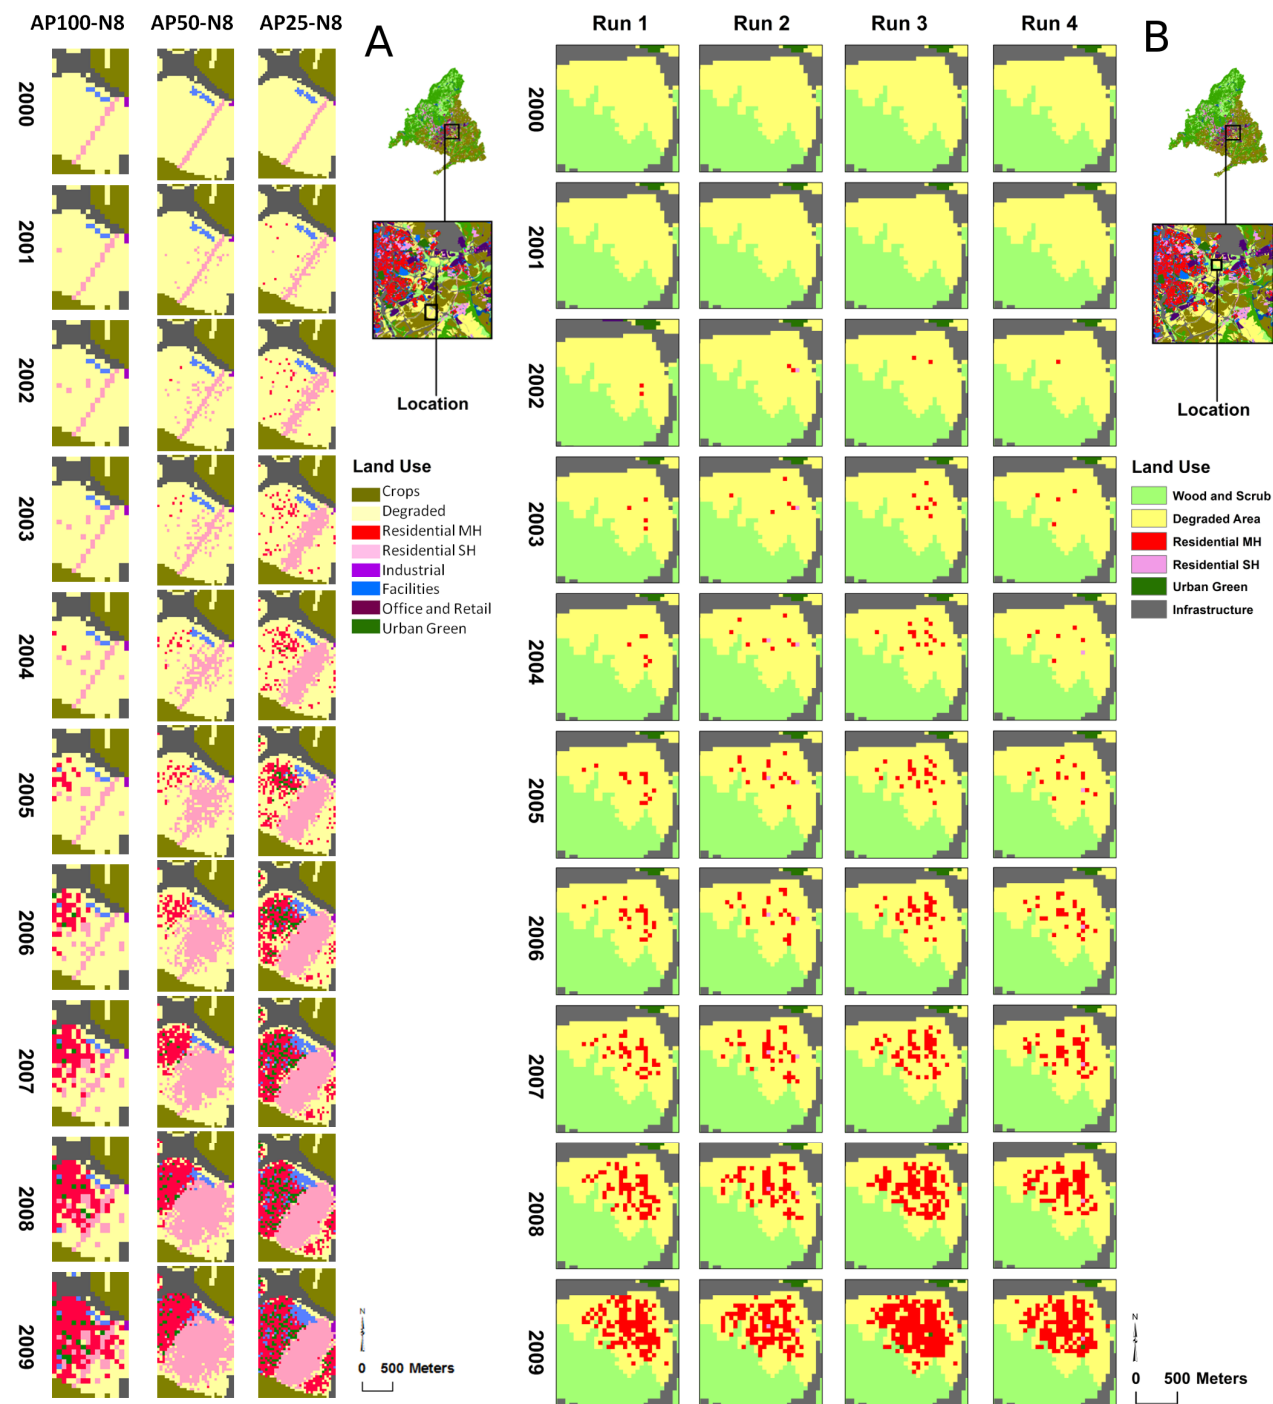 AP100-N8 AP50-N8 AP25-N8
A
2000
2001
2002
2003
2004
2005
2006
2007
2008
2009
Location
Land Use
Crops
Degraded
Residential MH
Residential SH
Industrial
Facilities
Office and Retail
Urban Green
N
0 500 Meters
Run 1 Run 2 Run 3 Run 4
B
2000
2001
2002
2003
2004
2005
2006
2007
2008
2009
Location
Land Use
Wood and Scrub
Degraded Area
Residential MH
Residential SH
Urban Green
Infrastructure
N
0 500 Meters